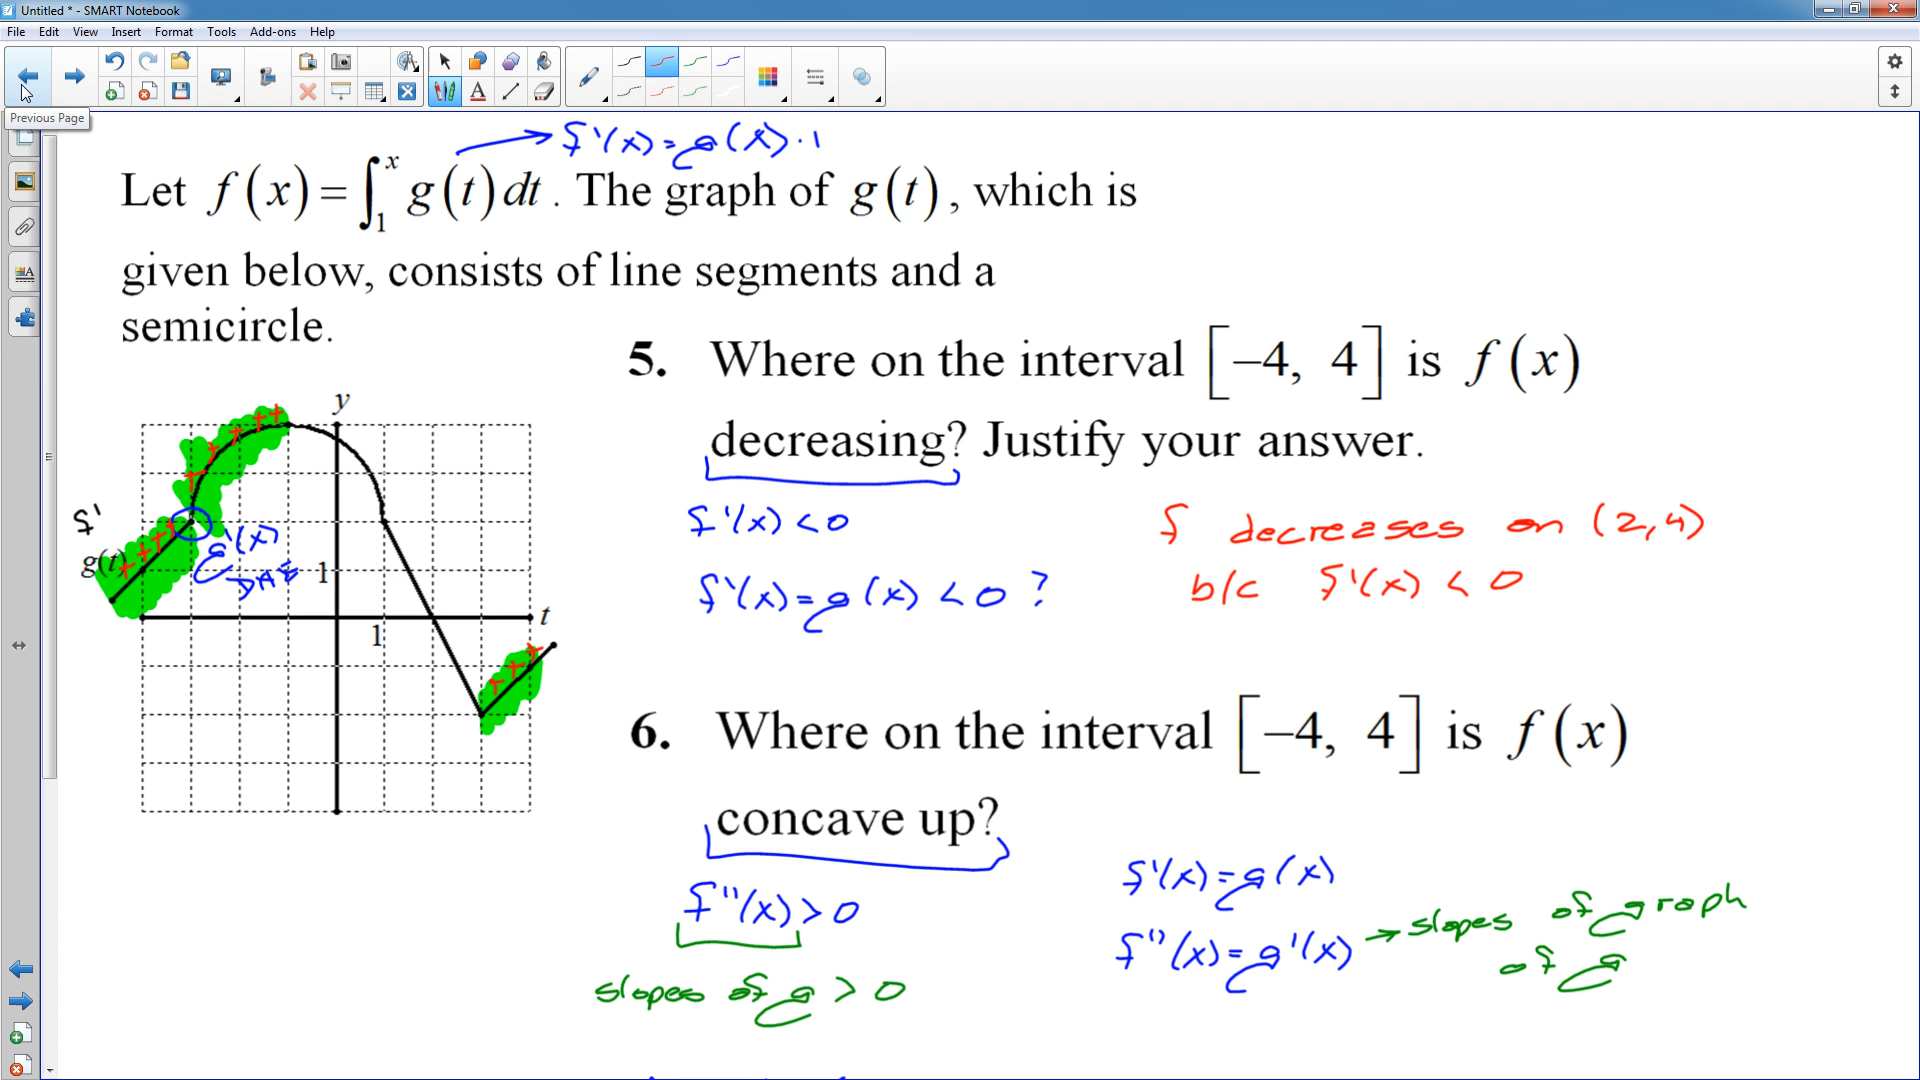 Untitled * - SMART Notebook
File Edit View Insert Format Tools Add-ons Help
Previous Page
f'(x) = g(x) · 1
Let f(x) = ∫₁ˣ g(t) dt . The graph of g(t), which is
given below, consists of line segments and a
semicircle.
5. Where on the interval [–4, 4] is f(x)
decreasing? Justify your answer.
f'(x) < 0
f'(x) = g(x) < 0 ?
f decreases on (2,4)
b/c f'(x) < 0
y
f'
g(t)
g'(x)
DNE
1
1
t
6. Where on the interval [–4, 4] is f(x)
concave up?
f''(x) > 0
slopes of g > 0
f'(x) = g(x)
f''(x) = g'(x) → slopes of graph
of g